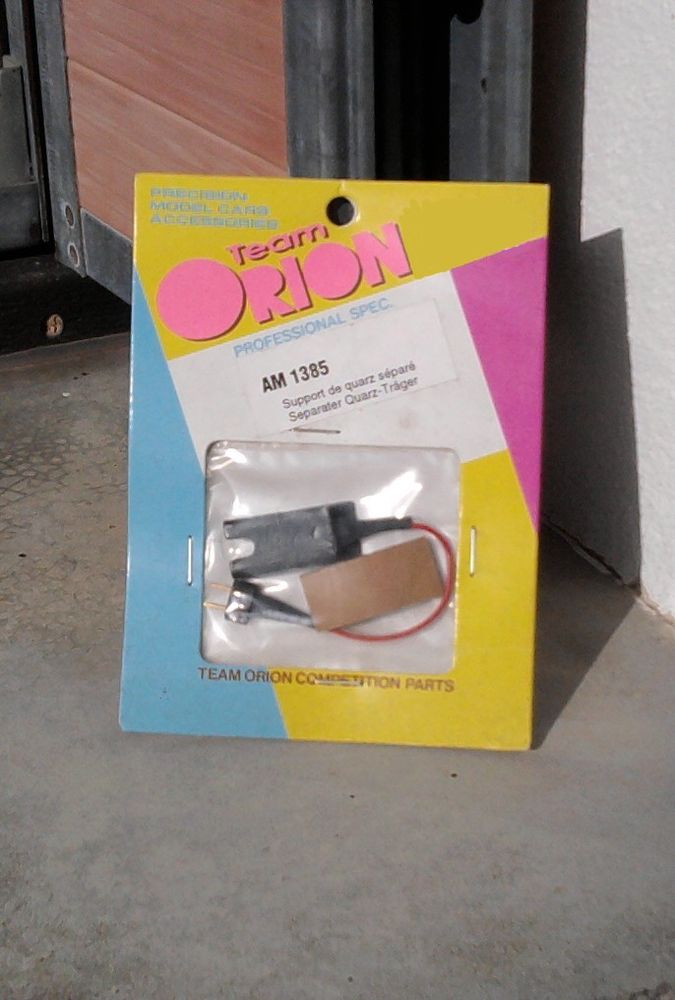 PRECISION
MODEL CARS
ACCESSORIES
Team
ORION
PROFESSIONAL SPEC.
AM 1385
Support de quarz séparé
Separater Quarz-Träger
TEAM ORION COMPETITION PARTS